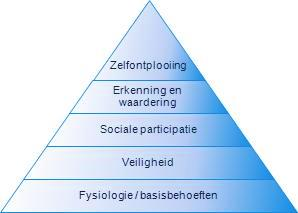 Zelfontplooiing
Erkenning en
waardering
Sociale participatie
Veiligheid
Fysiologie / basisbehoeften